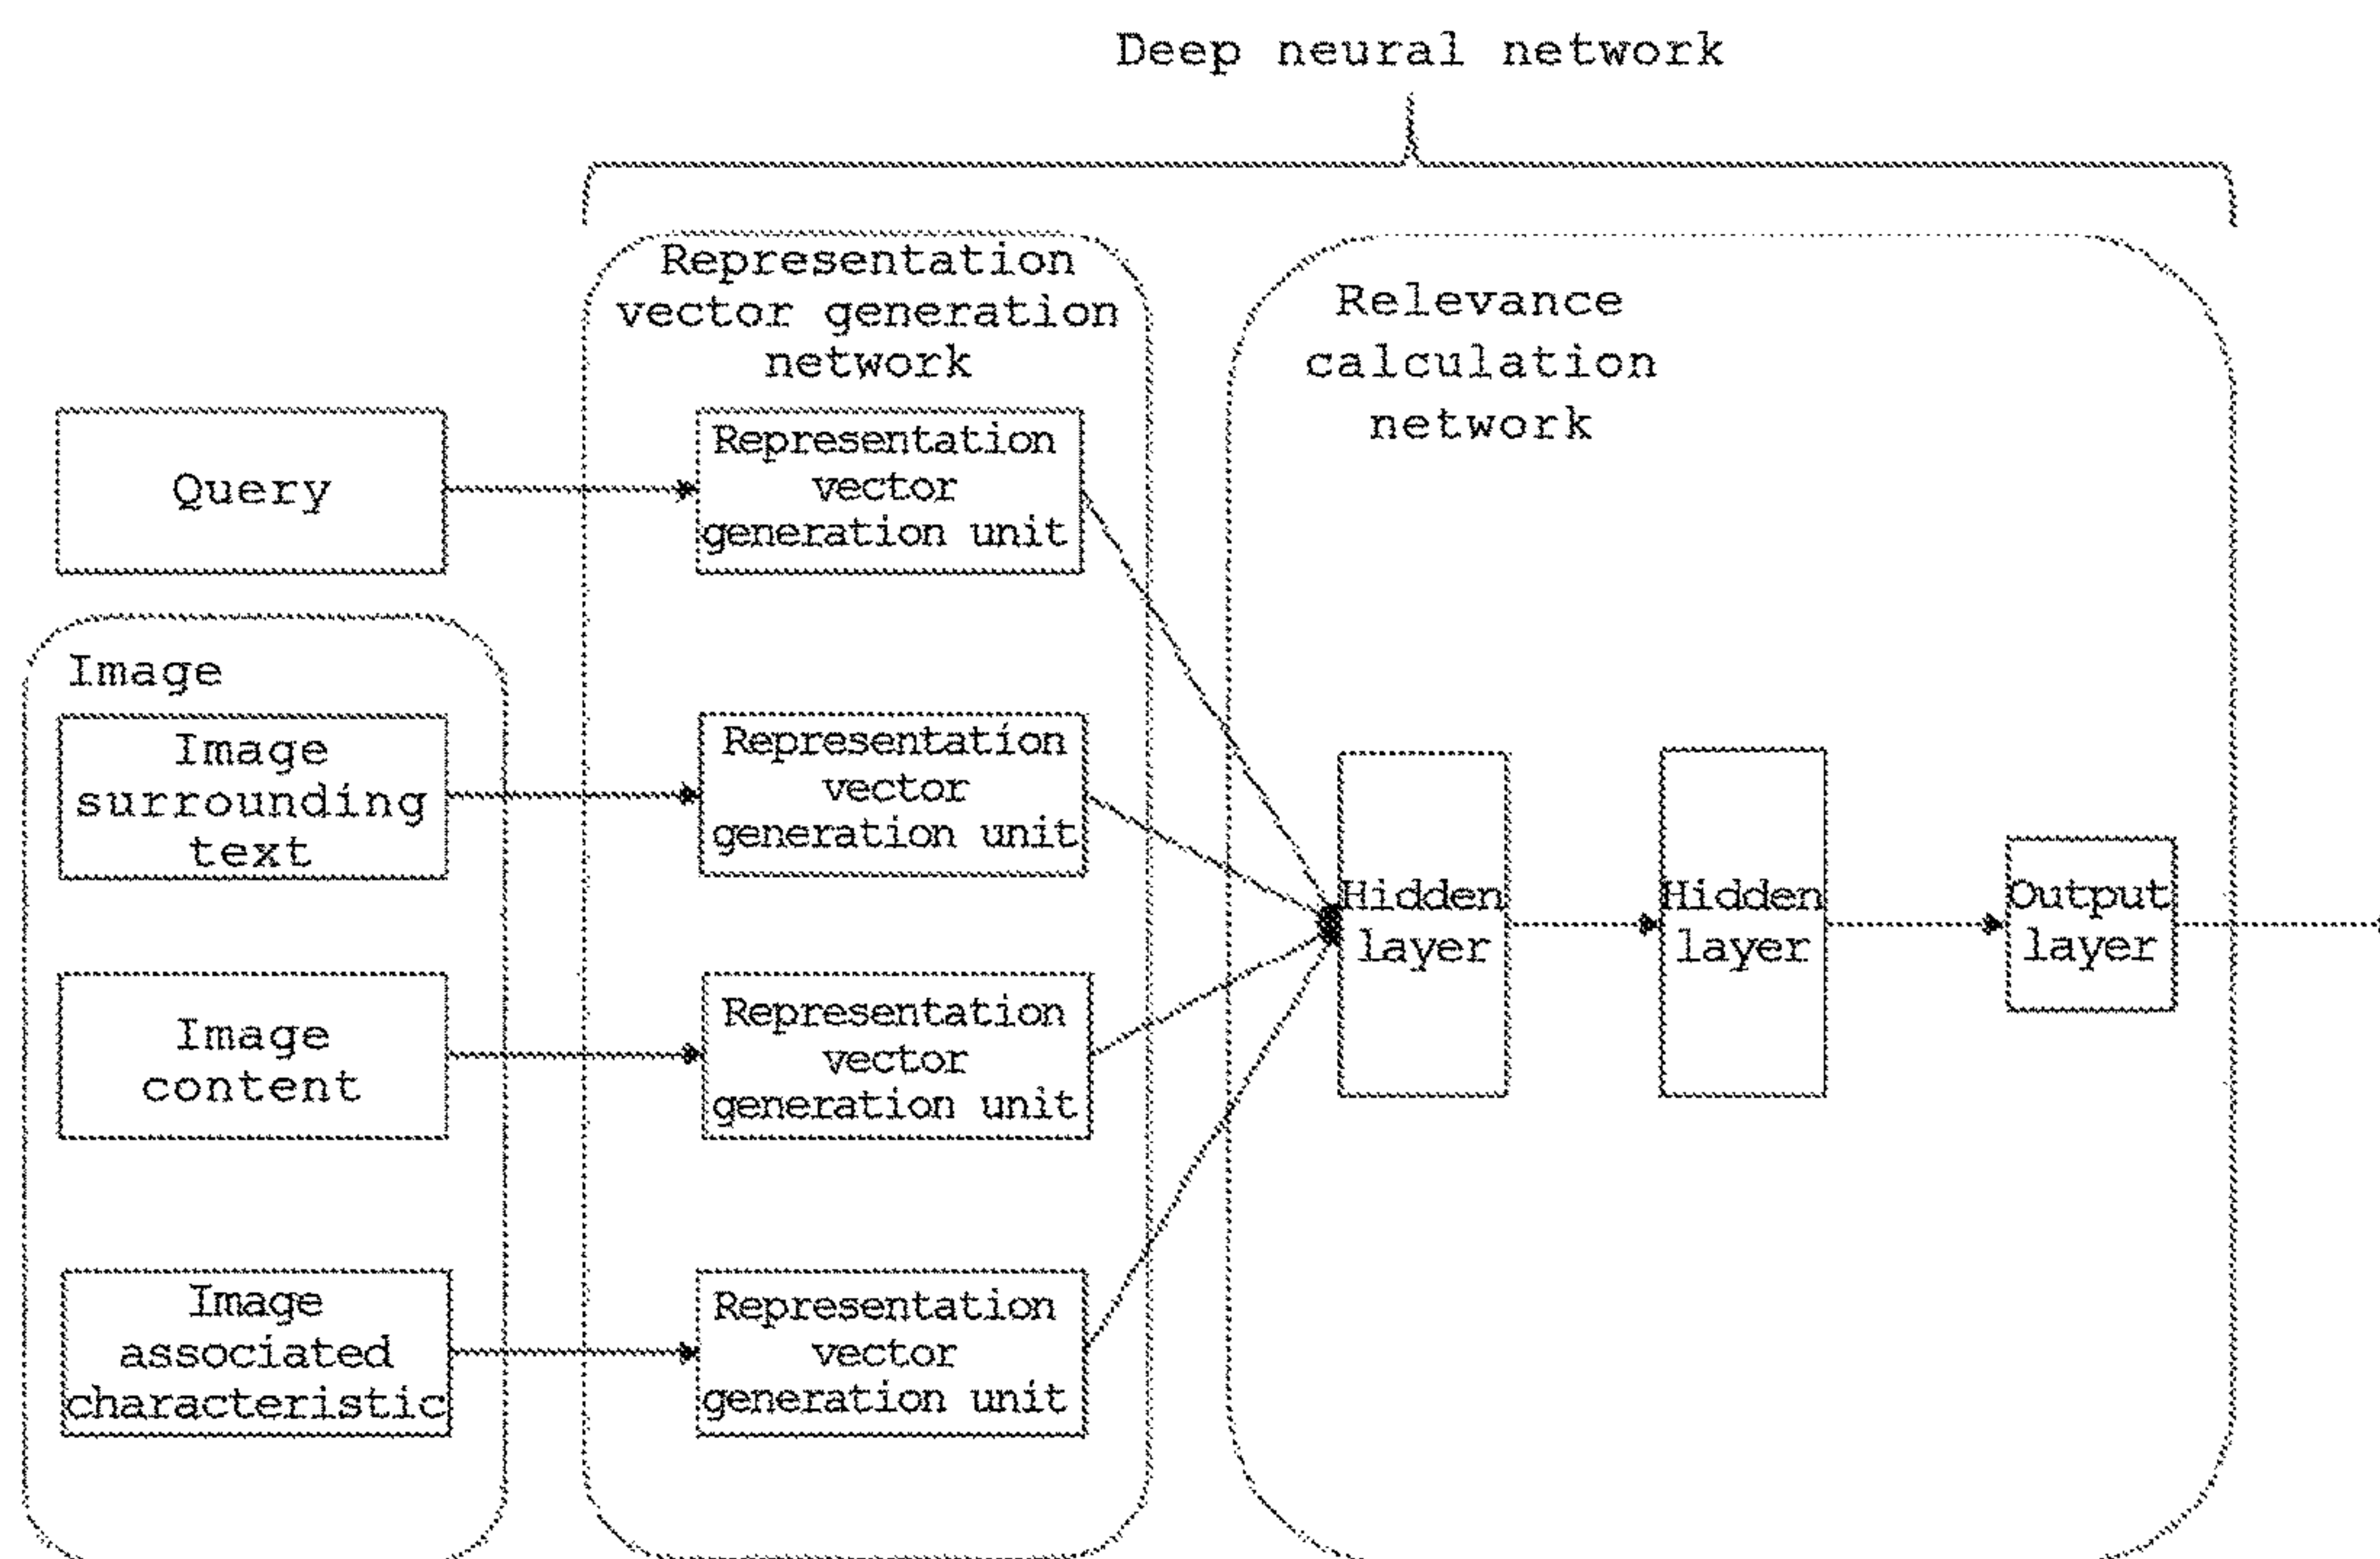 Deep neural network
Representation
vector generation
network
Relevance
calculation
network
Query
Representation
vector
generation unit
Image
Image
surrounding
text
Representation
vector
generation unit
Hidden
layer
Hidden
layer
Output
layer
Image
content
Representation
vector
generation unit
Image
associated
characteristic
Representation
vector
generation unit